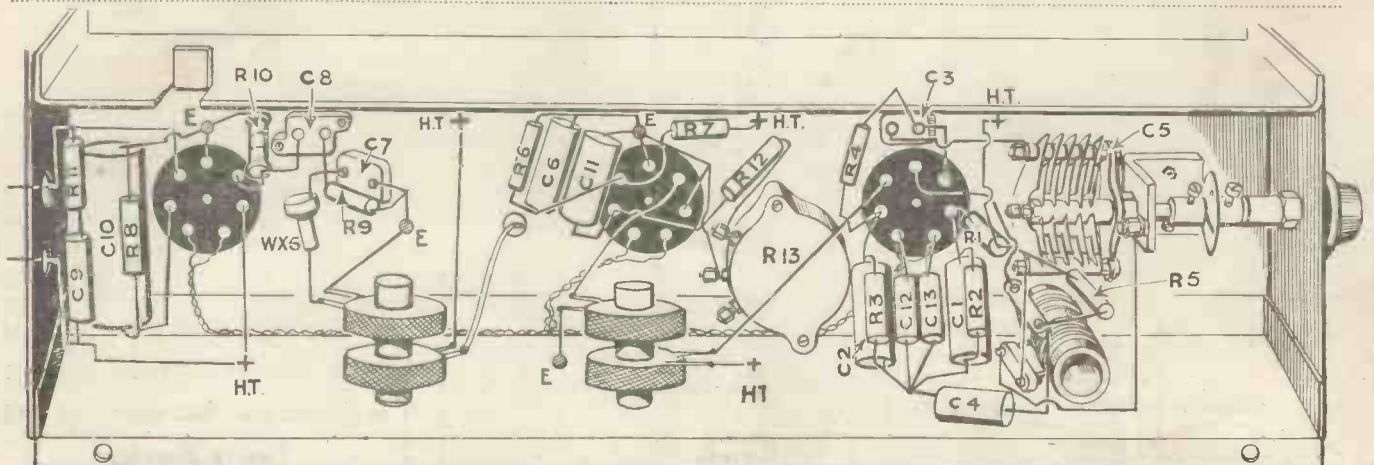 R10
C8
C3
H.T.
E
H.T.
E
R7
H.T.
C5
R4
R12
C7
R6
C6
C11
R11
R9
C10
R8
WX6
E
R1
R13
C9
R3
C12
C13
C1
R2
R5
C2
E
H.T.
HT
C4